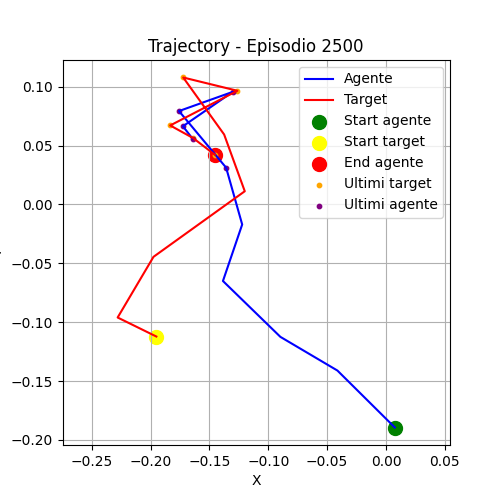 Trajectory - Episodio 2500
Agente
Target
Start agente
Start target
End agente
Ultimi target
Ultimi agente
0.10
0.05
0.00
−0.05
−0.10
−0.15
−0.20
−0.25
−0.20
−0.15
−0.10
−0.05
0.00
0.05
X